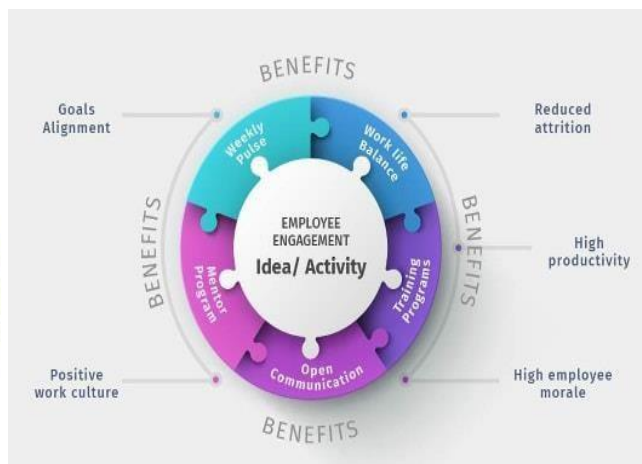 BENEFITS
Goals
Alignment
Reduced
attrition
Weekly
Pulse
Work life
Balance
BENEFITS
EMPLOYEE
ENGAGEMENT
Idea/ Activity
BENEFITS
High
productivity
Mentor
Program
Training
Programs
Open
Communication
Positive
work culture
High employee
morale
BENEFITS